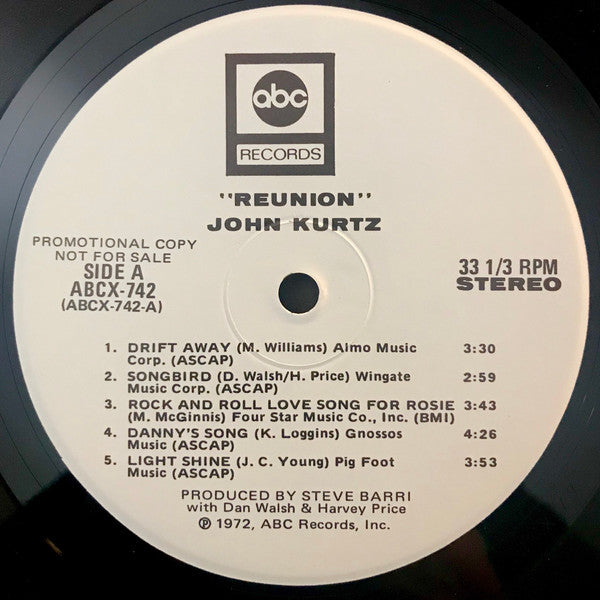 abc
RECORDS
"REUNION"
JOHN KURTZ
PROMOTIONAL COPY
NOT FOR SALE
SIDE A
ABCX-742
(ABCX-742-A)
33 1/3 RPM
STEREO
1. DRIFT AWAY (M. Williams) Almo Music 3:30
Corp. (ASCAP)
2. SONGBIRD (D. Walsh/H. Price) Wingate 2:59
Music Corp. (ASCAP)
3. ROCK AND ROLL LOVE SONG FOR ROSIE 3:43
(M. McGinnis) Four Star Music Co., Inc. (BMI)
4. DANNY'S SONG (K. Loggins) Gnossos 4:26
Music (ASCAP)
5. LIGHT SHINE (J. C. Young) Pig Foot 3:53
Music (ASCAP)
PRODUCED BY STEVE BARRI
with Dan Walsh & Harvey Price
℗ 1972, ABC Records, Inc.